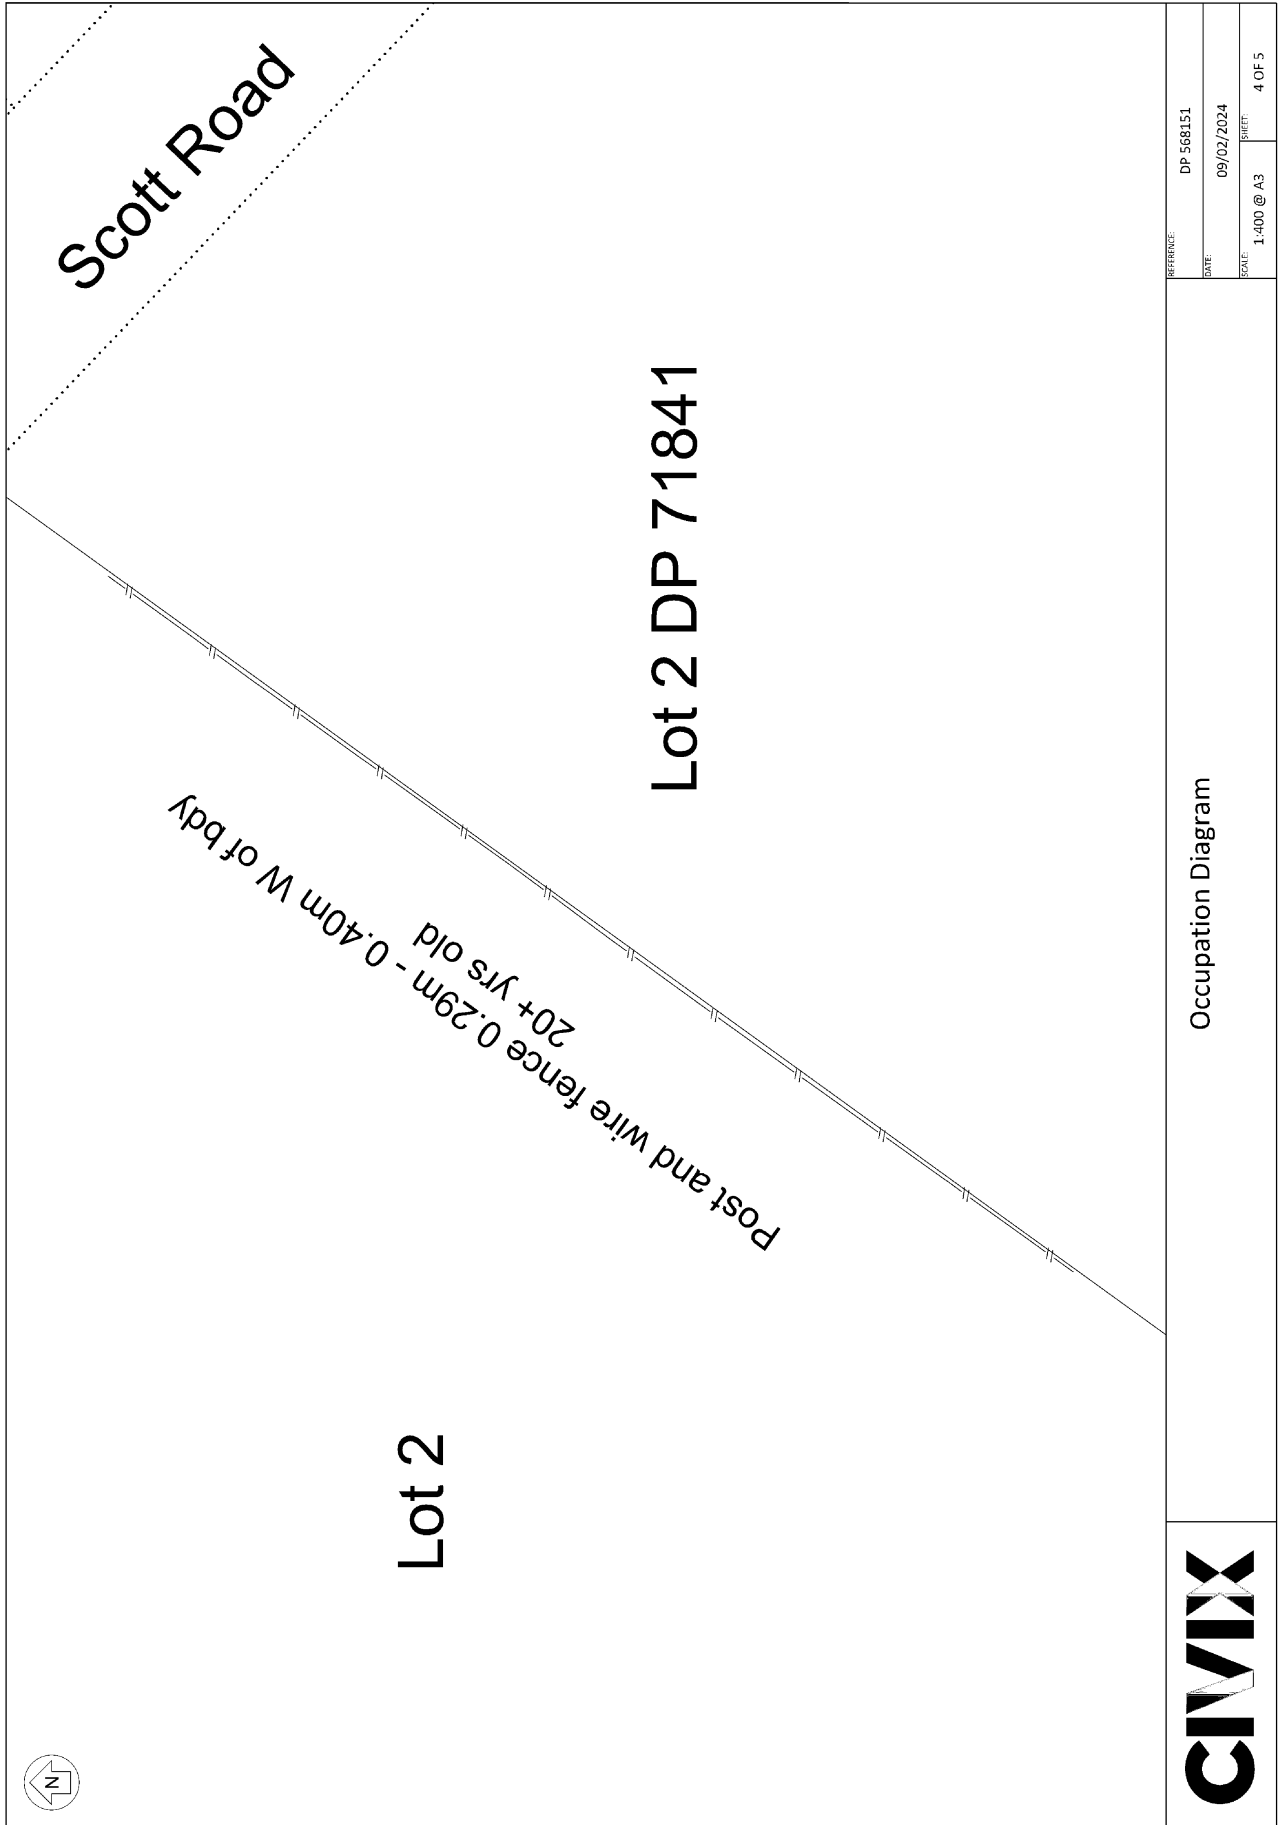 N
Scott Road
Lot 2 DP 71841
Post and wire fence 0.29m - 0.40m W of bdy
20+ yrs old
Lot 2
CIVIX
Occupation Diagram
REFERENCE:
DP 568151
DATE:
09/02/2024
SCALE:
1:400 @ A3
SHEET:
4 OF 5